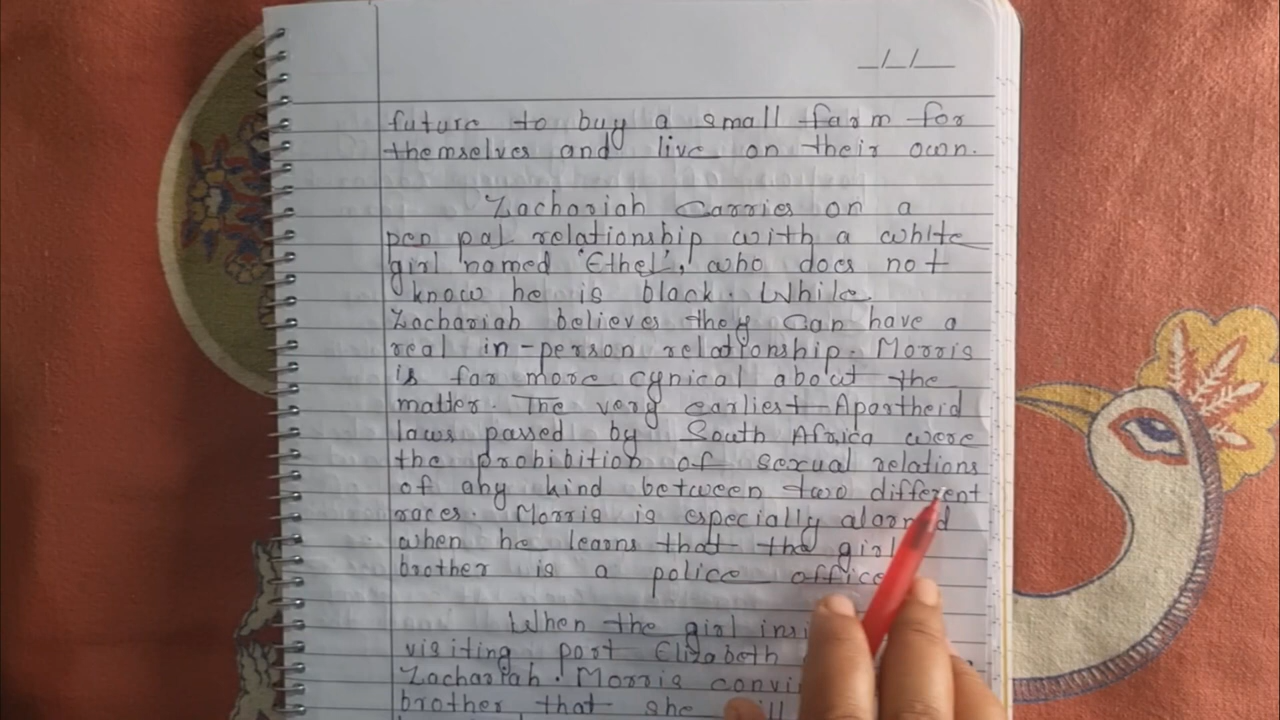 _/_/__
future to buy a small farm for
themselves and live on their own.
Zachariah Carries on a
pen pal relationship with a white
girl named 'Ethel', who does not
know he is black. While
Zachariah believes they can have a
real in-person relationship. Morris
is far more cynical about the
matter. The very earliest Apartheid
laws passed by South Africa were
the prohibition of sexual relations
of any kind between two different
races. Morris is especially alarmed
when he learns that the girl
brother is a police office
When the girl insi
visiting port Elizabeth
Zachariah. Morris convi
brother that she